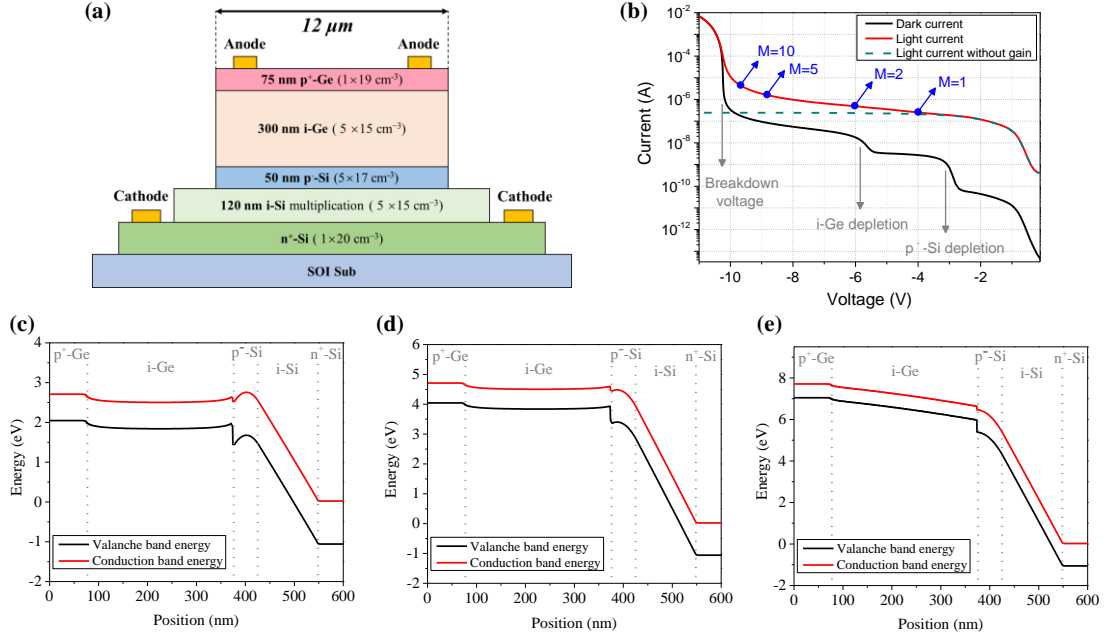 (a)
12 μm
Anode
Anode
75 nm p⁺-Ge (1×19 cm⁻³)
300 nm i-Ge ( 5 ×15 cm⁻³)
50 nm p⁻-Si (5×17 cm⁻³)
Cathode
Cathode
120 nm i-Si multiplication ( 5 ×15 cm⁻³)
n⁺-Si ( 1×20 cm⁻³)
SOI Sub
(b)
Current (A)
10⁻²
10⁻⁴
10⁻⁶
10⁻⁸
10⁻¹⁰
10⁻¹²
Dark current
Light current
Light current without gain
M=10
M=5
M=2
M=1
Breakdown
voltage
i-Ge depletion
p⁻-Si depletion
-10 -8 -6 -4 -2
Voltage (V)
(c)
Energy (eV)
4
3
2
1
0
-1
-2
p⁺-Ge
i-Ge
p⁻-Si
i-Si
n⁺-Si
Valanche band energy
Conduction band energy
0 100 200 300 400 500 600
Position (nm)
(d)
Energy (eV)
6
5
4
3
2
1
0
-1
-2
p⁺-Ge
i-Ge
p⁻-Si
i-Si
n⁺-Si
Valanche band energy
Conduction band energy
0 100 200 300 400 500 600
Position (nm)
(e)
Energy (eV)
8
6
4
2
0
-2
p⁺-Ge
i-Ge
p⁻-Si
i-Si
n⁺-Si
Valanche band energy
Conduction band energy
0 100 200 300 400 500 600
Position (nm)